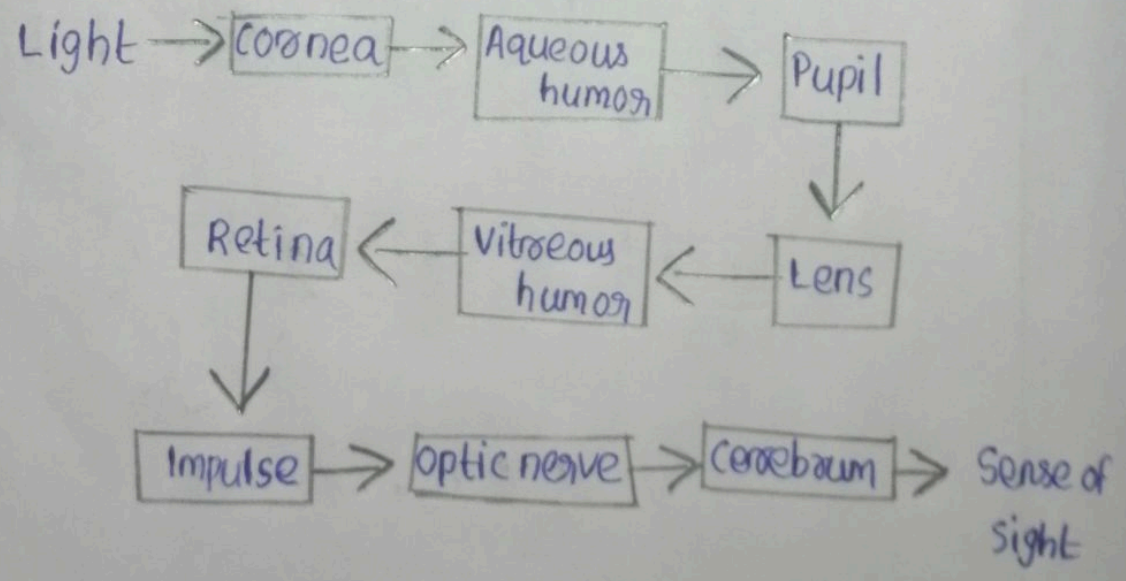 Light
Cornea
Aqueous
humor
Pupil
Lens
Vitreous
humor
Retina
Impulse
optic nerve
Cerebrum
Sense of
sight